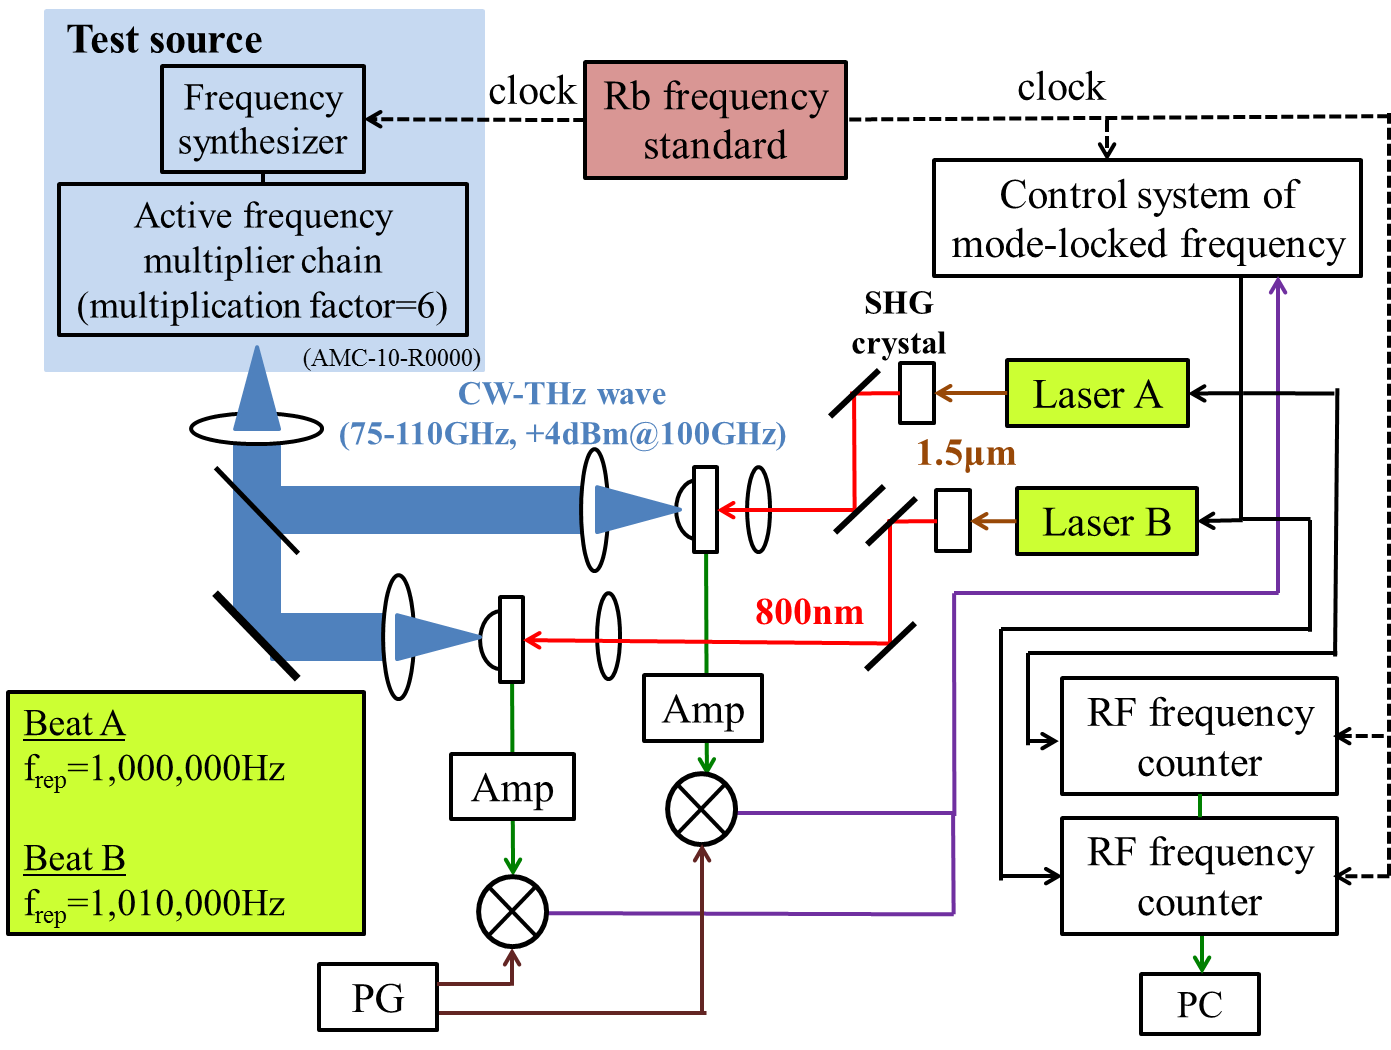 Test source
Frequency
synthesizer
clock
Rb frequency
standard
clock
Control system of
mode-locked frequency
Active frequency
multiplier chain
(multiplication factor=6)
(AMC-10-R0000)
SHG
crystal
CW-THz wave
(75-110GHz, +4dBm@100GHz)
Laser A
1.5μm
Laser B
800nm
Amp
Amp
RF frequency
counter
RF frequency
counter
Beat A
frep=1,000,000Hz
Beat B
frep=1,010,000Hz
PG
PC